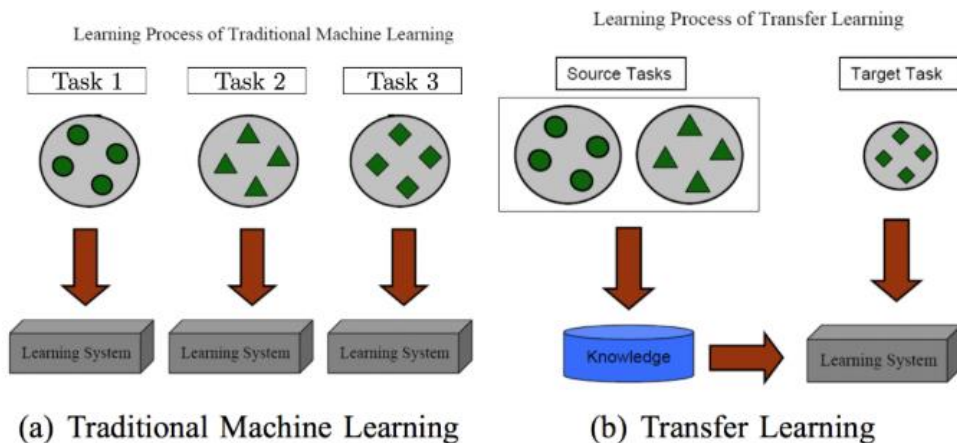 Learning Process of Traditional Machine Learning
Task 1
Task 2
Task 3
Learning System
Learning System
Learning System
(a) Traditional Machine Learning
Learning Process of Transfer Learning
Source Tasks
Target Task
Knowledge
Learning System
(b) Transfer Learning